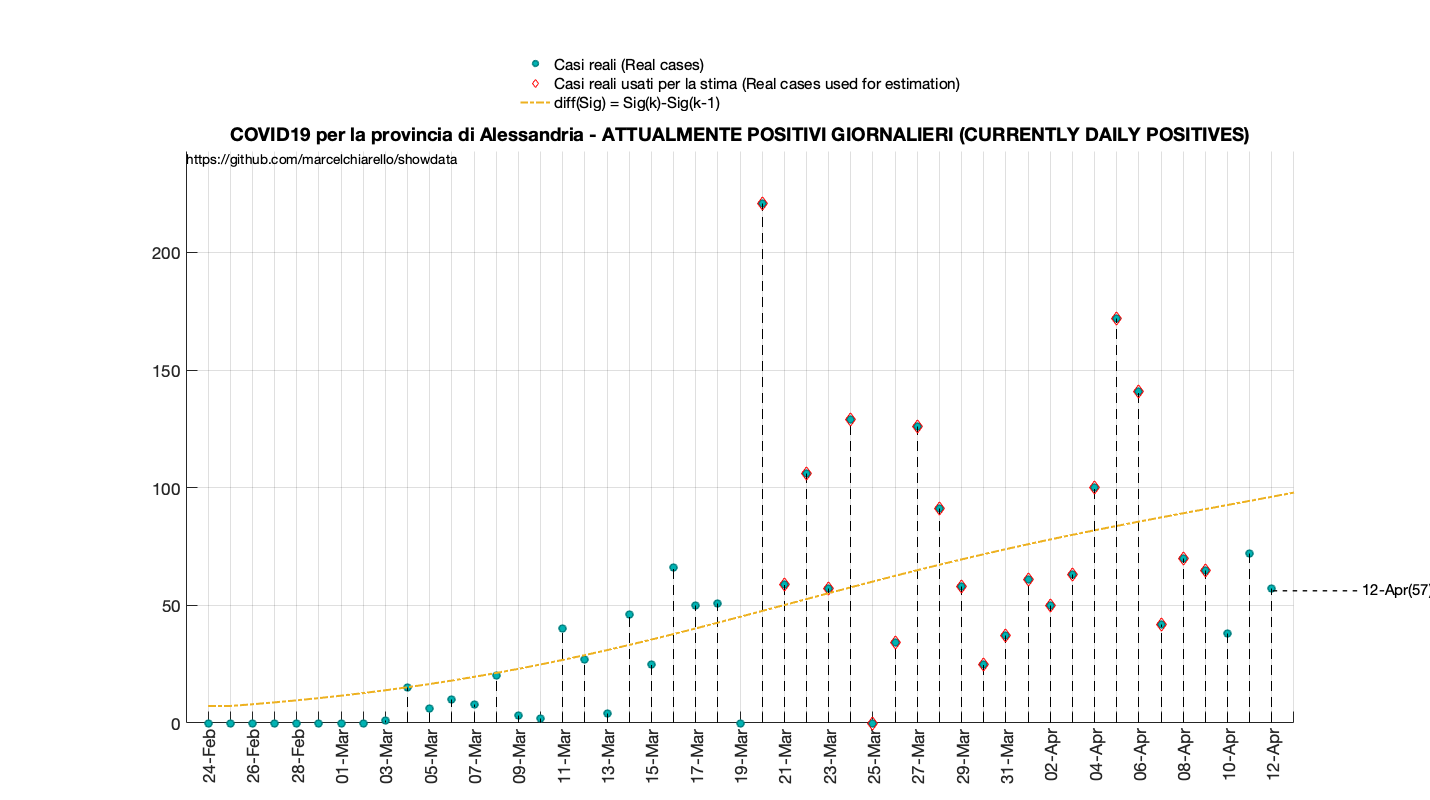 Casi reali (Real cases)
Casi reali usati per la stima (Real cases used for estimation)
diff(Sig) = Sig(k)-Sig(k-1)
COVID19 per la provincia di Alessandria - ATTUALMENTE POSITIVI GIORNALIERI (CURRENTLY DAILY POSITIVES)
https://github.com/marcelchiarello/showdata
200
150
100
50
0
12-Apr(57)
24-Feb
26-Feb
28-Feb
01-Mar
03-Mar
05-Mar
07-Mar
09-Mar
11-Mar
13-Mar
15-Mar
17-Mar
19-Mar
21-Mar
23-Mar
25-Mar
27-Mar
29-Mar
31-Mar
02-Apr
04-Apr
06-Apr
08-Apr
10-Apr
12-Apr